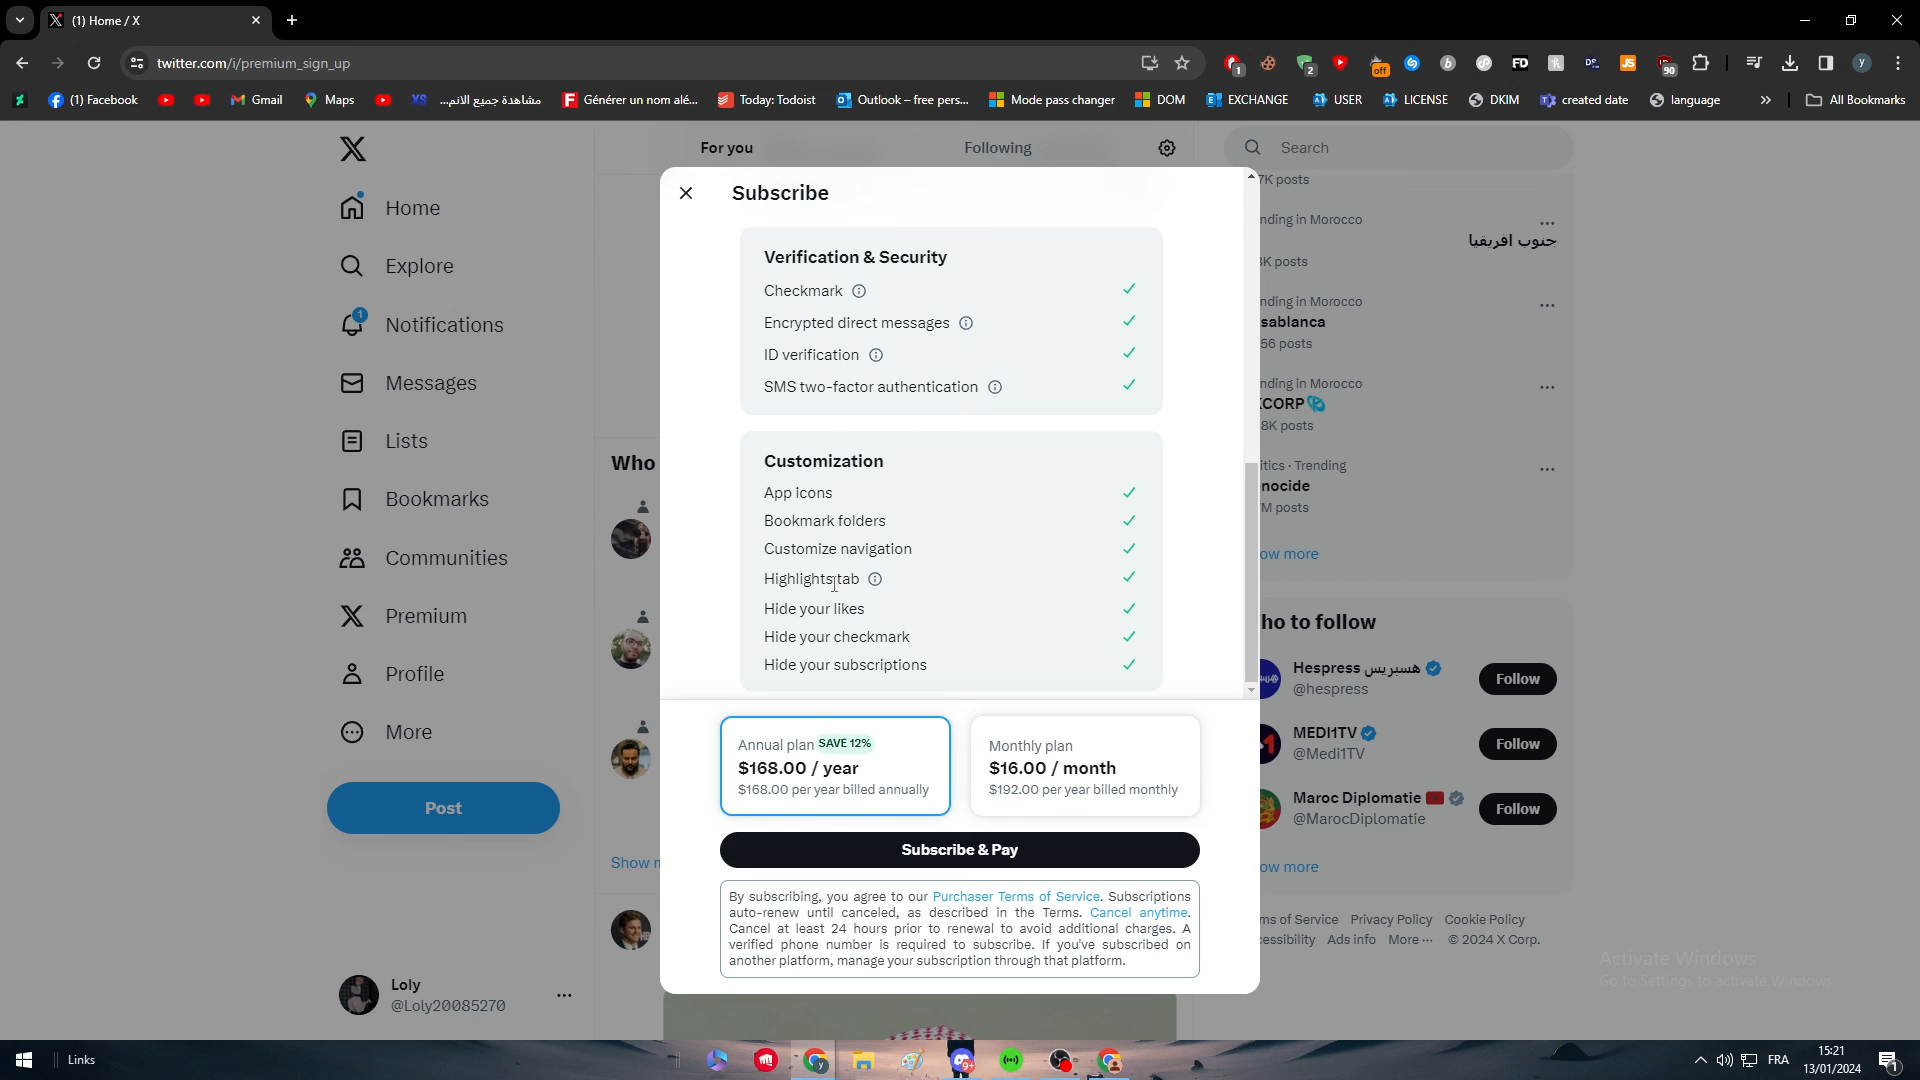 (1) Home / X
twitter.com/i/premium_sign_up
1
2
off
FD
JS
90
y
(1) Facebook
Gmail
Maps
مشاهدة جميع الانم...
Générer un nom alé...
Today: Todoist
Outlook – free pers...
Mode pass changer
DOM
EXCHANGE
USER
LICENSE
DKIM
created date
language
All Bookmarks
Home
Explore
1
Notifications
Messages
Lists
Bookmarks
Communities
Premium
Profile
More
Post
Loly
@Loly20085270
For you
Following
Who
Show
Subscribe
Verification & Security
Checkmark
Encrypted direct messages
ID verification
SMS two-factor authentication
Customization
App icons
Bookmark folders
Customize navigation
Highlights tab
Hide your likes
Hide your checkmark
Hide your subscriptions
Annual plan SAVE 12%
$168.00 / year
$168.00 per year billed annually
Monthly plan
$16.00 / month
$192.00 per year billed monthly
Subscribe & Pay
By subscribing, you agree to our Purchaser Terms of Service. Subscriptions
auto-renew until canceled, as described in the Terms. Cancel anytime.
Cancel at least 24 hours prior to renewal to avoid additional charges. A
verified phone number is required to subscribe. If you've subscribed on
another platform, manage your subscription through that platform.
Search
7K posts
nding in Morocco
جنوب افريقيا
8K posts
nding in Morocco
sablanca
56 posts
nding in Morocco
CORP
8K posts
itics · Trending
nocide
M posts
ow more
ho to follow
Hespress هسبريس
@hespress
Follow
MEDI1TV
@Medi1TV
Follow
Maroc Diplomatie
@MarocDiplomatie
Follow
ow more
ms of Service Privacy Policy Cookie Policy
cessibility Ads info More ··· © 2024 X Corp.
Activate Windows
Go to Settings to activate Windows.
Links
9+
FRA
15:21
13/01/2024
1